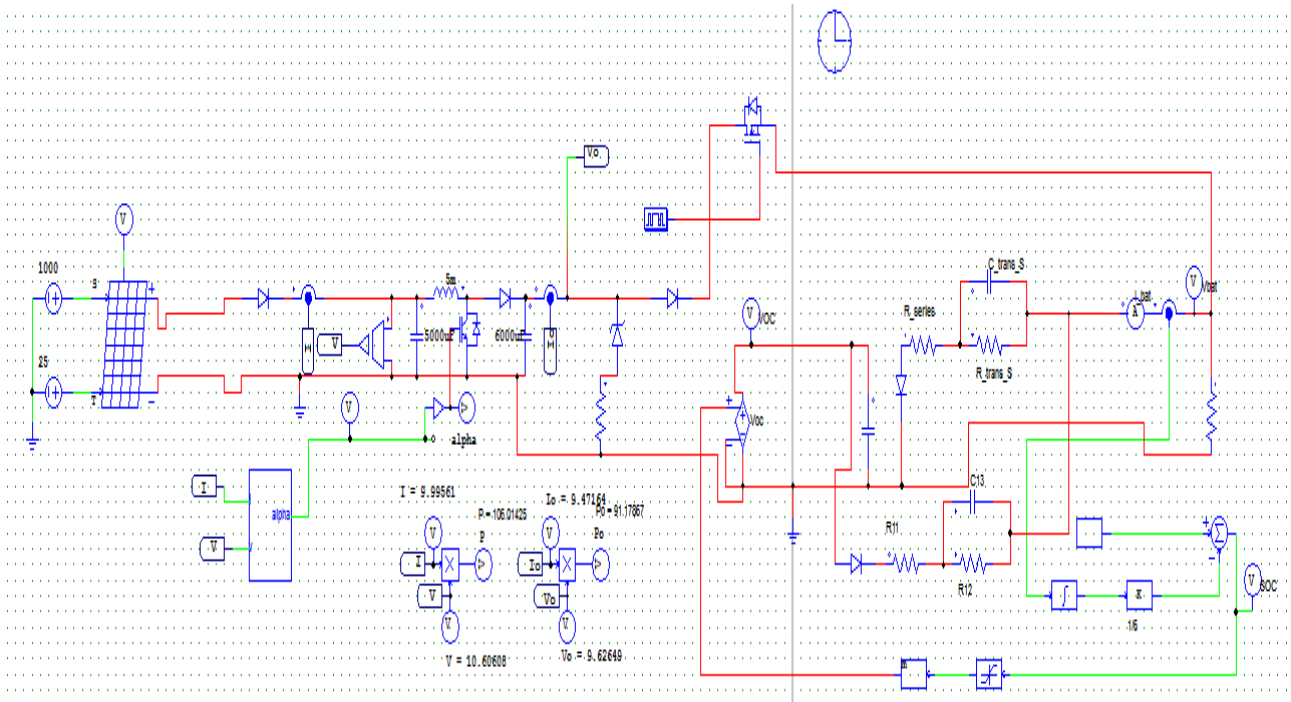 Vo
V
1000
S
+
5m
C_trans_S
R_series
V
Vbat
I_bat
A
V
VOC
I
V
5000uF
6000uF
Io
R_trans_S
25
T
-
V
+
+
-
-
Voc
alpha
C13
I
alpha
V
I = 9.99561
Io = 9.47164
P = 106.01425
Po = 91.17867
V
P
V
Po
R11
+
Σ
-
I
X
Io
X
V
Vo
R12
∫
K
V
SOC
1/6
V
V
V = 10.60608
Vo = 9.62649